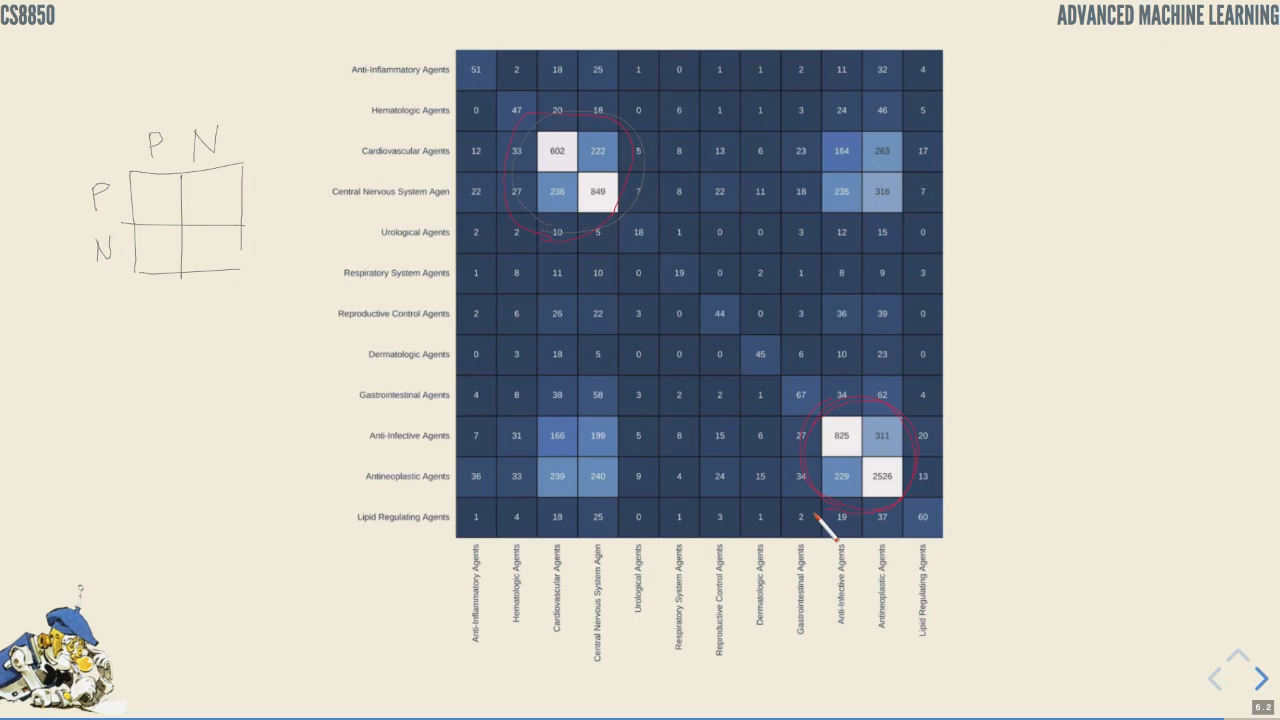 CS8850
ADVANCED MACHINE LEARNING
P N
P
N
Anti-Inflammatory Agents 51 2 18 25 1 0 1 1 11 32 4
Hematologic Agents 0 47 20 18 0 6 1 1 3 24 46 5
Cardiovascular Agents 12 33 602 222 5 8 13 6 23 164 263 17
Central Nervous System Agen 22 27 236 849 7 8 22 11 18 235 316 7
Urological Agents 2 2 10 5 18 1 0 0 3 12 15 0
Respiratory System Agents 1 8 11 10 0 19 0 2 1 8 9 3
Reproductive Control Agents 2 6 26 22 3 0 44 0 3 36 39 0
Dermatologic Agents 0 3 18 5 0 0 0 45 6 10 23 0
Gastrointestinal Agents 4 8 38 58 3 2 2 1 67 34 62 4
Anti-Infective Agents 7 31 166 199 5 8 15 6 27 825 311 20
Antineoplastic Agents 36 33 239 240 9 4 24 15 34 229 2526 13
Lipid Regulating Agents 1 4 18 25 0 1 3 1 2 19 37 60
Anti-Inflammatory Agents
Hematologic Agents
Cardiovascular Agents
Central Nervous System Agen
Urological Agents
Respiratory System Agents
Reproductive Control Agents
Dermatologic Agents
Gastrointestinal Agents
Anti-Infective Agents
Antineoplastic Agents
Lipid Regulating Agents
6.2